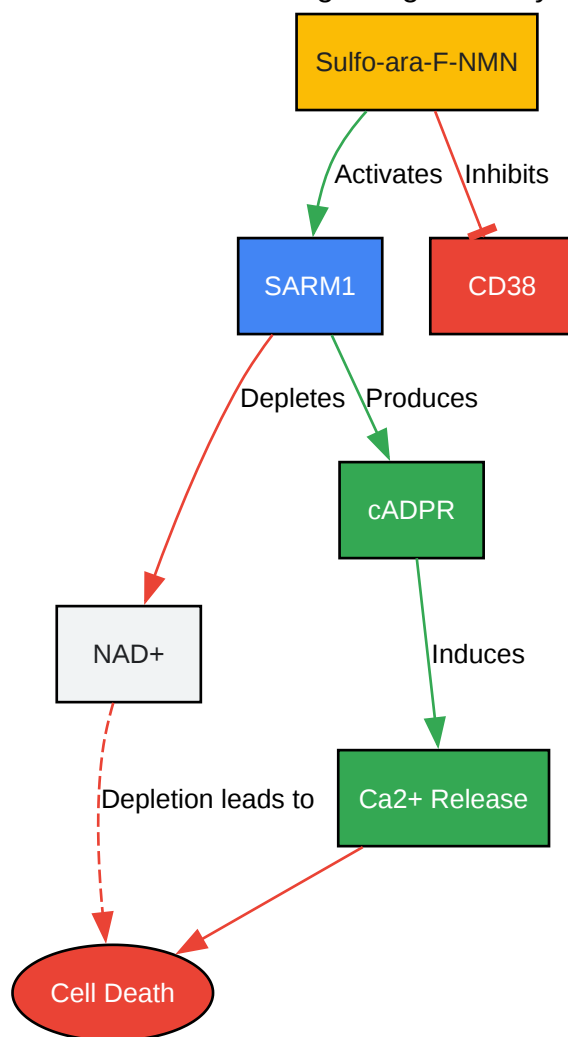 Sulfo-ara-F-NMN
Activates
Inhibits
SARM1
CD38
Depletes
Produces
cADPR
NAD+
Induces
Depletion leads to
Ca2+ Release
Cell Death